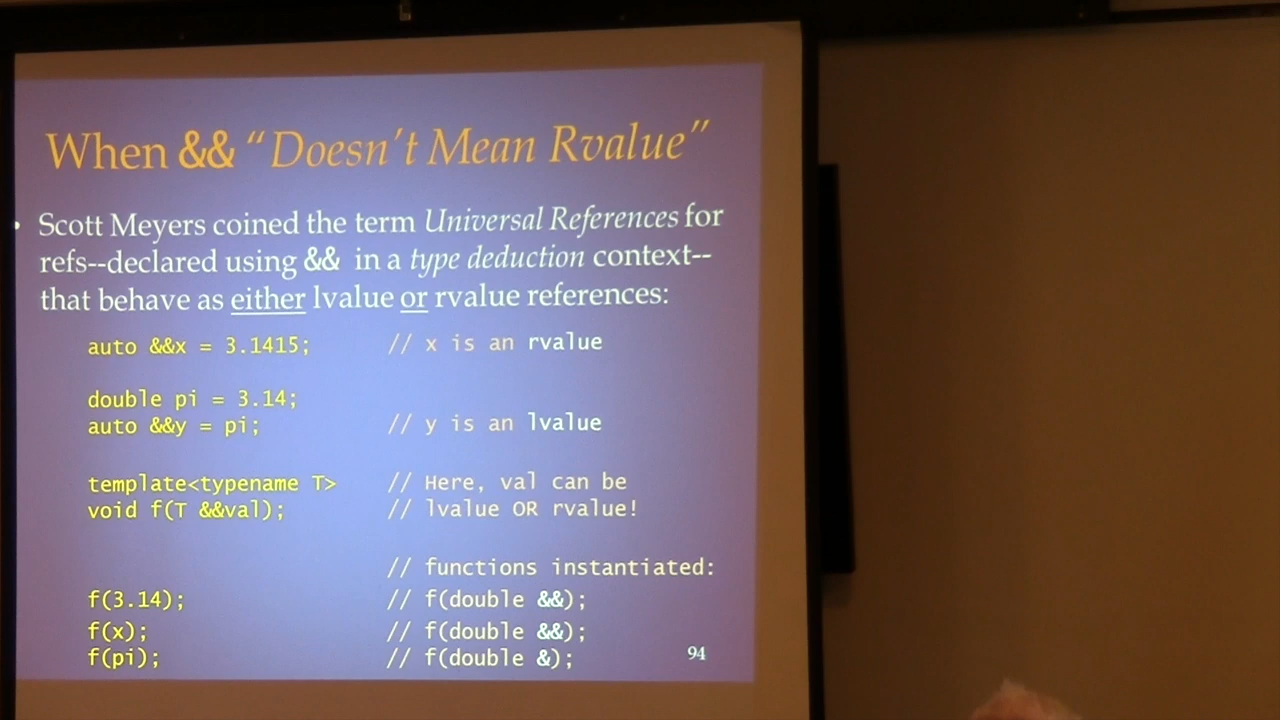 When && “Doesn’t Mean Rvalue”
• Scott Meyers coined the term Universal References for
refs--declared using && in a type deduction context--
that behave as either lvalue or rvalue references:
auto &&x = 3.1415; // x is an rvalue
double pi = 3.14;
auto &&y = pi; // y is an lvalue
template<typename T> // Here, val can be
void f(T &&val); // lvalue OR rvalue!
// functions instantiated:
f(3.14); // f(double &&);
f(x); // f(double &&);
f(pi); // f(double &);
94